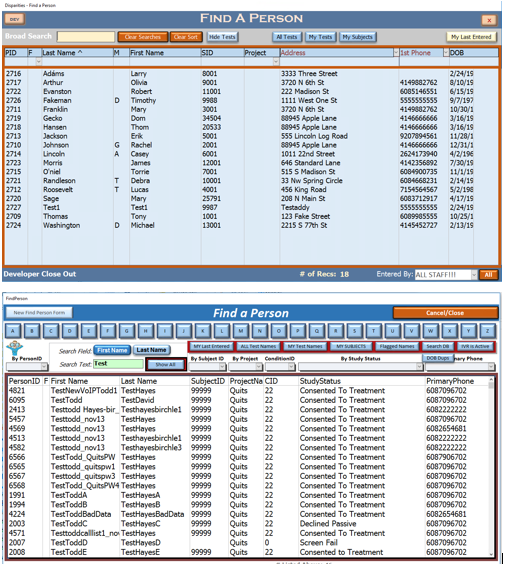 Disparities - Find A Person
DEV
FIND A PERSON
X
Broad Search
Clear Searches
Clear Sort
Hide Tests
All Tests
My Tests
My Subjects
My Last Entered
PID F Last Name ^ M First Name SID Project Address 1st Phone DOB
2716 Adams Larry 8001 3333 Three Street 2/24/19
2717 Arthur Olivia 9001 3720 N 6th St 4149882762 8/10/19
2722 Evanston Robert 11001 222 Madison St 6085146551 6/15/19
2726 Fakeman D Timothy 9988 1111 West One St 5555555555 9/7/197
2711 Franklin Mary 3001 3720 N 6th St 4149882762 10/30/1
2719 Gecko Dom 34504 88945 Apple Lane 4146666666 3/16/19
2718 Hansen Thom 20533 88945 Apple Lane 4146666666 3/16/19
2713 Jackson Erik 5001 555 Lincoln Log Road 9207894561 11/28/1
2710 Johnson G Rachel 2001 88945 Apple Lane 4146666666 12/31/1
2714 Lincoln A Casey 6001 1011 22nd Street 2624173940 4/2/196
2723 Morris James 12001 646 Standard Lane 4142356892 7/30/19
2715 O'niel Torrie 7001 515 S Madison St 6084900735 11/1/19
2721 Randleson T Debra 10001 33 Nw Spring Circle 6084668231 2/14/19
2712 Roosevelt T Lucas 4001 456 King Road 7154564567 5/2/198
2720 Sage Mary 25791 208 N Main St 6083712917 4/17/19
2727 Test1 Test1 9987 Testaddy 5555555555 2/24/19
2709 Thomas Tony 1001 123 Fake Street 6089985555 10/25/1
2724 Washington D Michael 13001 2215 S 77th St 4145452727 2/13/19
Developer Close Out
# of Recs: 18
Entered By: ALL STAFF!!!
All
FindPerson
New Find Person Form
Find a Person
Cancel/Close
A B C D E F G H I J K L M N O P Q R S T U V W X Y Z
MY Last Entered
ALL Test Names
MY Test Names
MY SUBJECTS
Flagged Names
Search DB
IVR is Active
Search Field:
First Name
Last Name
By PersonID
Search Text: Test
Show All
By Subject ID
By Project
ConditionID
By Study Status
DOB Dups
PersonID F First Name Last Name SubjectID ProjectNa CID StudyStatus PrimaryPhone
4821 TestNewVoIPTodd1 TestHayes 99999 Quits 22 Consented To Treatment 6087096702
6095 TestTodd TestDavid 99999 Quits 22 Consented To Treatment 6087096702
2413 Testtodd Hayes-bir_ Testhayesbirchle1 99999 Quits 22 Consented To Treatment 6082222222
5457 Testtodd_nov13 TestHayes 99999 Quits 22 Consented To Treatment 6087096702
4569 Testtodd_nov13 TestHayes 99999 Quits 22 Consented To Treatment 6082654681
4513 Testtodd_nov13 Testhayesbirchle1 99999 Quits 22 Consented To Treatment 6082222222
4582 Testtodd_nov13 Testhayesbirchle3 99999 Quits 22 Consented To Treatment 6082222222
6566 TestTodd_QuitsPW TestHayes 99999 Quits 22 Consented To Treatment 6087906702
6565 Testtodd_quitspw1 TestHayes 99999 Quits 22 Consented To Treatment 6087096702
6567 Testtodd_quitspw3 TestHayes 99999 Quits 22 Consented To Treatment 6087096702
6568 TestTodd_QuitsPW4 TestHayes 99999 Quits 22 Consented To Treatment 6087096702
1991 TestToddA TestHayesA 99999 Quits 22 Consented To Treatment 6087096702
1994 TestToddB TestHayesB 99999 Quits 22 Consented To Treatment 6087096702
4224 TestToddBadData TestHayesBadData 99999 Quits 22 Consented To Treatment 6082654681
2003 TestToddC TestHayesC 99999 Quits 22 Declined Passive 6087096702
4571 Testtoddcalllist1_nov TestHayes 99999 Quits 22 Consented To Treatment 6087096702
2007 TestToddD TestHayesD Quits 0 Screen Fail 6087096702
2008 TestToddE TestHayesE 99999 Quits 22 Consented to Treatment 6087096702